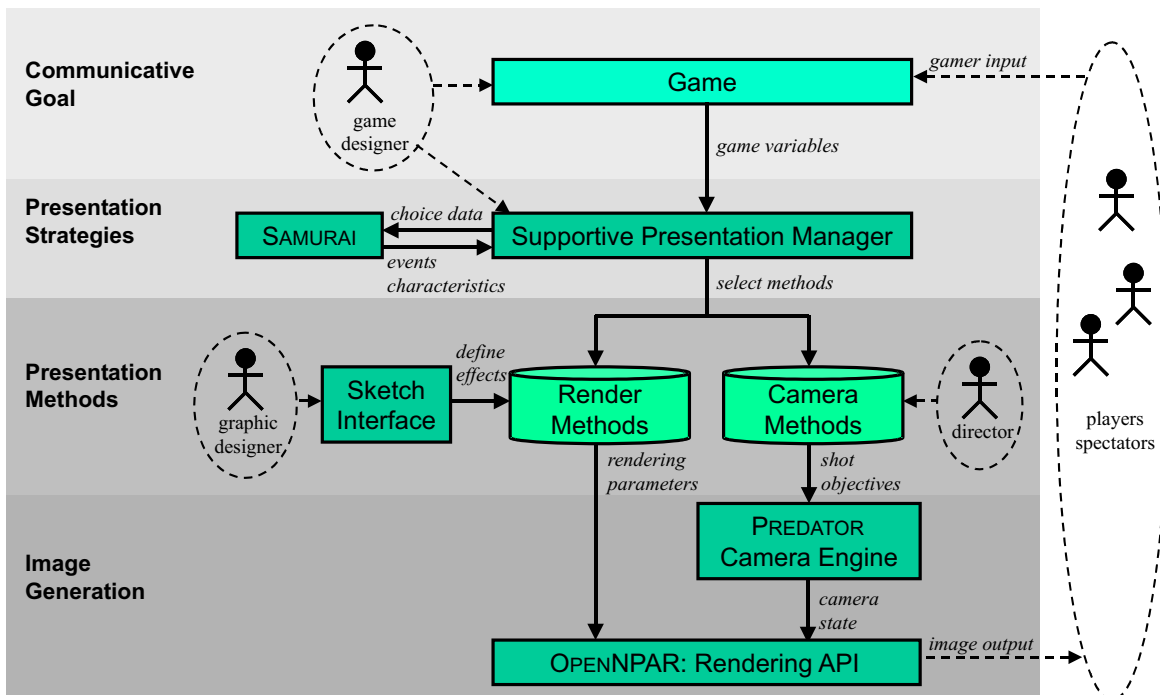 Communicative
Goal
game
designer
Game
gamer input
game variables
Presentation
Strategies
SAMURAI
choice data
events
characteristics
Supportive Presentation Manager
select methods
Presentation
Methods
graphic
designer
Sketch
Interface
define
effects
Render
Methods
Camera
Methods
director
players
spectators
rendering
parameters
shot
objectives
Image
Generation
PREDATOR
Camera Engine
camera
state
OPENNPAR: Rendering API
image output